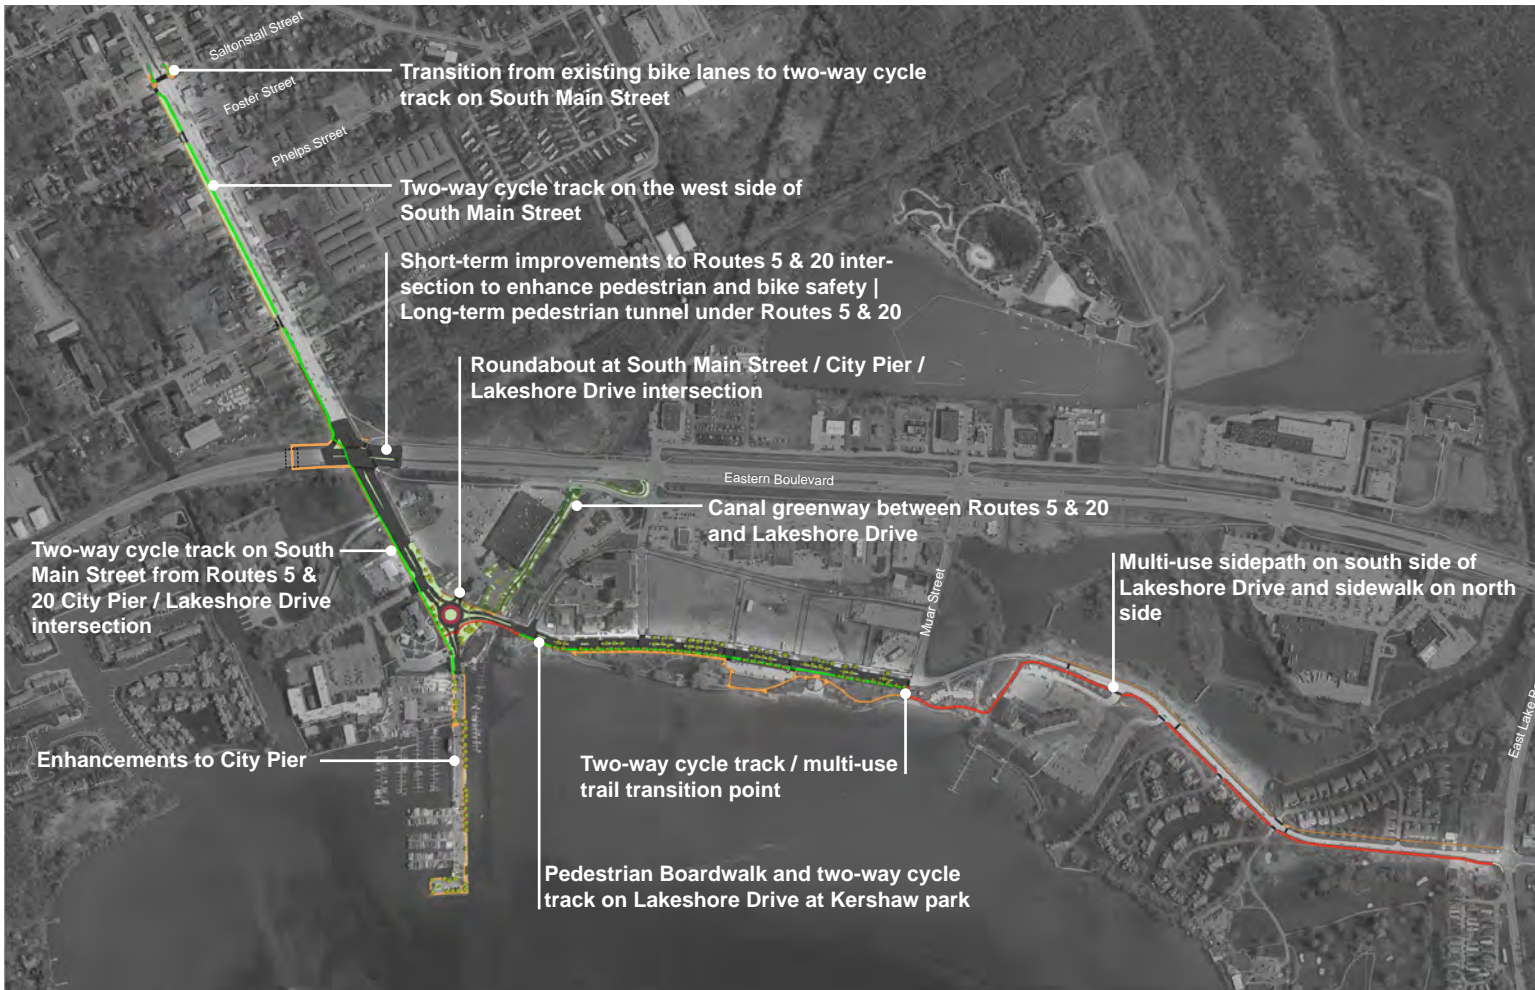 Saltonstall Street
Transition from existing bike lanes to two-way cycle
track on South Main Street
Foster Street
Phelps Street
Two-way cycle track on the west side of
South Main Street
Short-term improvements to Routes 5 & 20 inter-
section to enhance pedestrian and bike safety |
Long-term pedestrian tunnel under Routes 5 & 20
Roundabout at South Main Street / City Pier /
Lakeshore Drive intersection
Eastern Boulevard
Canal greenway between Routes 5 & 20
and Lakeshore Drive
Two-way cycle track on South
Main Street from Routes 5 &
20 City Pier / Lakeshore Drive
intersection
Multi-use sidepath on south side of
Lakeshore Drive and sidewalk on north
side
Muar Street
East Lake
Enhancements to City Pier
Two-way cycle track / multi-use
trail transition point
Pedestrian Boardwalk and two-way cycle
track on Lakeshore Drive at Kershaw park